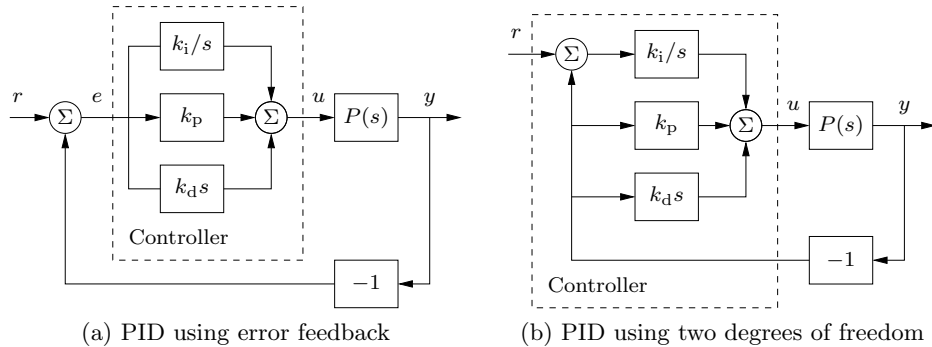 k_i/s
r
Σ
e
k_p
Σ
u
P(s)
y
k_d s
Controller
−1
(a) PID using error feedback
r
Σ
k_i/s
k_p
Σ
u
P(s)
y
k_d s
−1
Controller
(b) PID using two degrees of freedom